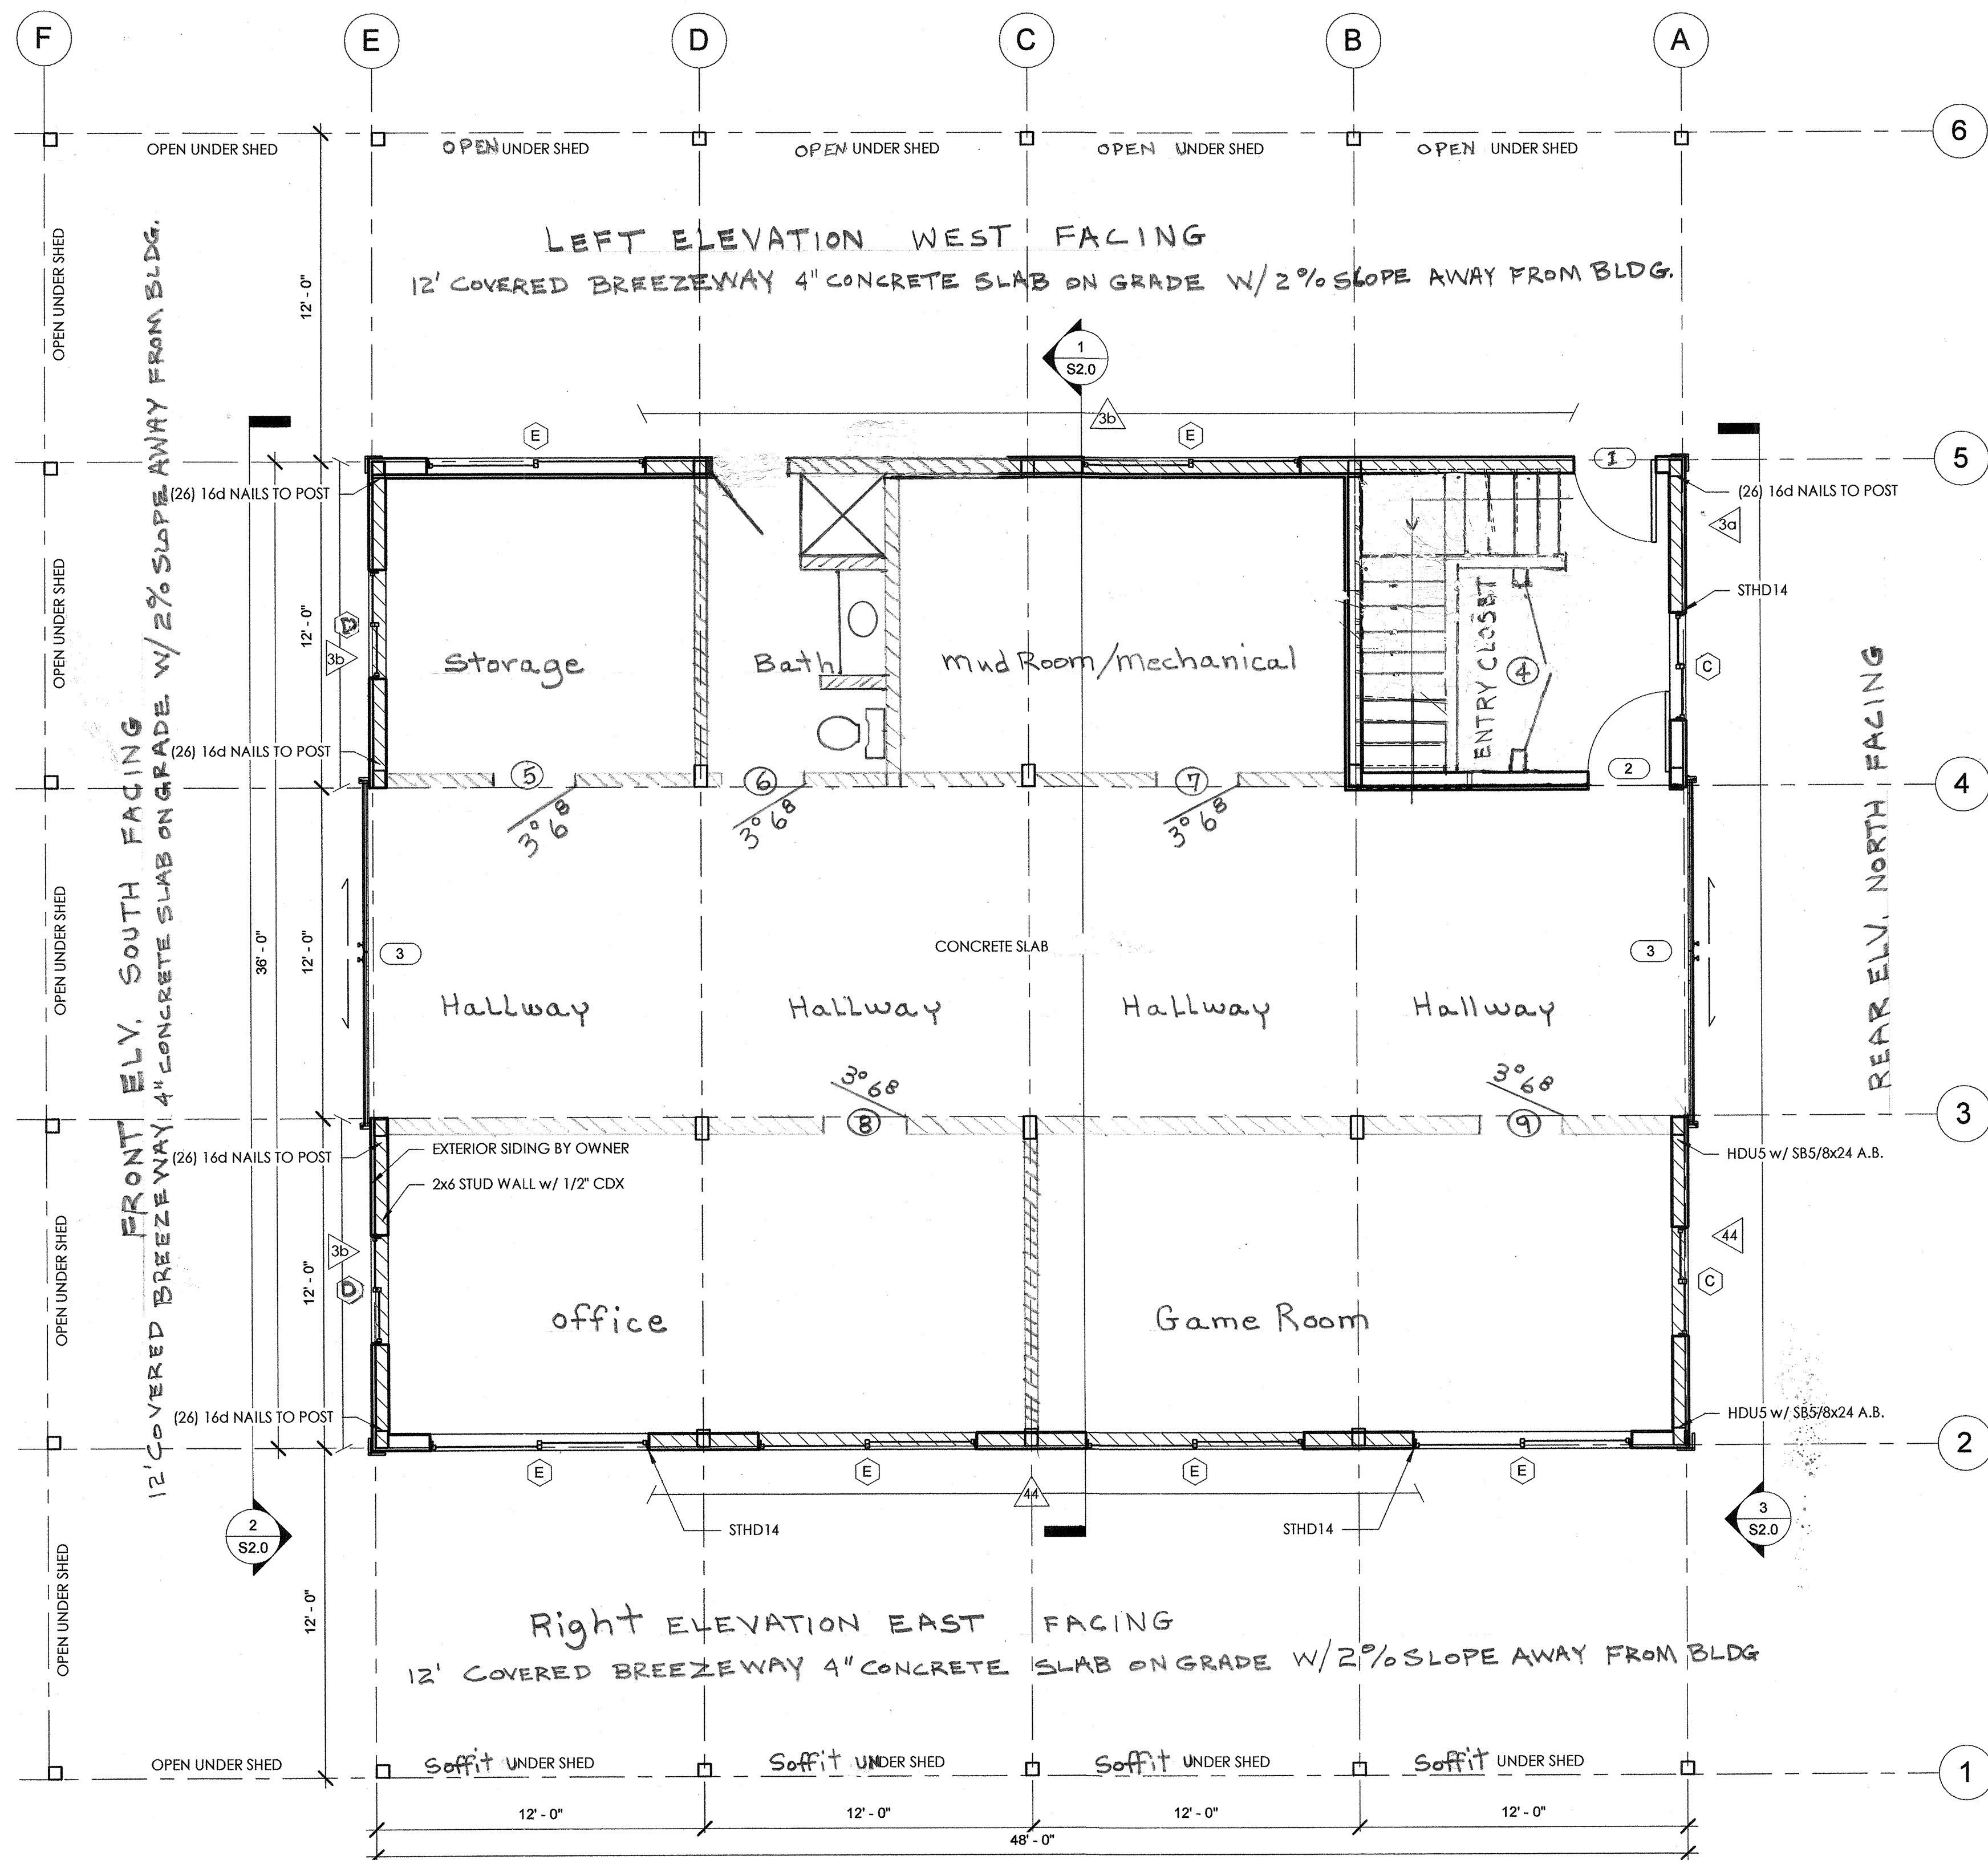 F
E
D
C
B
A
6
OPEN UNDER SHED
OPEN UNDER SHED
OPEN UNDER SHED
OPEN UNDER SHED
OPEN UNDER SHED
LEFT ELEVATION WEST FACING
12' COVERED BREEZEWAY 4" CONCRETE SLAB ON GRADE W/ 2% SLOPE AWAY FROM BLDG.
OPEN UNDER SHED
12' - 0"
1
S2.0
3b
E
E
1
5
(26) 16d NAILS TO POST
(26) 16d NAILS TO POST
3a
STHD14
OPEN UNDER SHED
12' - 0"
3b
Storage
Bath
Mud Room/Mechanical
ENTRY CLOSET
4
C
(26) 16d NAILS TO POST
5
6
7
2
4
3° 6⁸
3° 6⁸
3° 6⁸
FRONT ELV. SOUTH FACING
12' COVERED BREEZEWAY 4" CONCRETE SLAB ON GRADE W/ 2% SLOPE AWAY FROM BLDG.
REAR ELV. NORTH FACING
OPEN UNDER SHED
36' - 0"
12' - 0"
3
CONCRETE SLAB
3
Hallway
Hallway
Hallway
Hallway
3° 6⁸
3° 6⁸
8
9
3
(26) 16d NAILS TO POST
EXTERIOR SIDING BY OWNER
2x6 STUD WALL w/ 1/2" CDX
HDU5 w/ SB5/8x24 A.B.
OPEN UNDER SHED
12' - 0"
3b
D
44
C
office
Game Room
(26) 16d NAILS TO POST
HDU5 w/ SB5/8x24 A.B.
2
E
E
E
E
44
2
S2.0
STHD14
STHD14
3
S2.0
OPEN UNDER SHED
12' - 0"
Right ELEVATION EAST FACING
12' COVERED BREEZEWAY 4" CONCRETE SLAB ON GRADE W/ 2% SLOPE AWAY FROM BLDG
OPEN UNDER SHED
Soffit UNDER SHED
Soffit UNDER SHED
Soffit UNDER SHED
Soffit UNDER SHED
1
12' - 0"
12' - 0"
12' - 0"
12' - 0"
48' - 0"